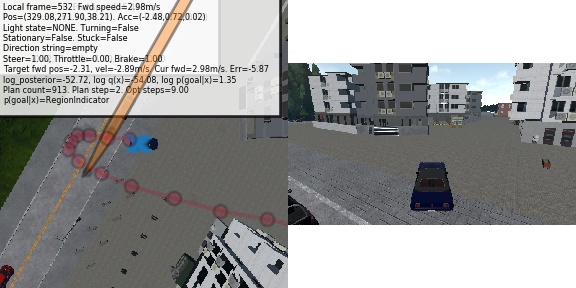 Local frame=532. Fwd speed=2.98m/s
Pos=(329.08,271.90,38.21). Acc=(-2.48,0.72,0.02)
Light state=NONE. Turning=False
Stationary=False. Stuck=False
Direction string=empty
Steer=1.00, Throttle=0.00, Brake=1.00
Target fwd pos=-2.31, vel=-2.89m/s. Cur fwd=2.98m/s. Err=-5.87
log_posterior=-52.72, log q(x)=-54.08, log p(goal|x)=1.35
Plan count=913. Plan step=2. Opt steps=9.00
p(goal|x)=RegionIndicator